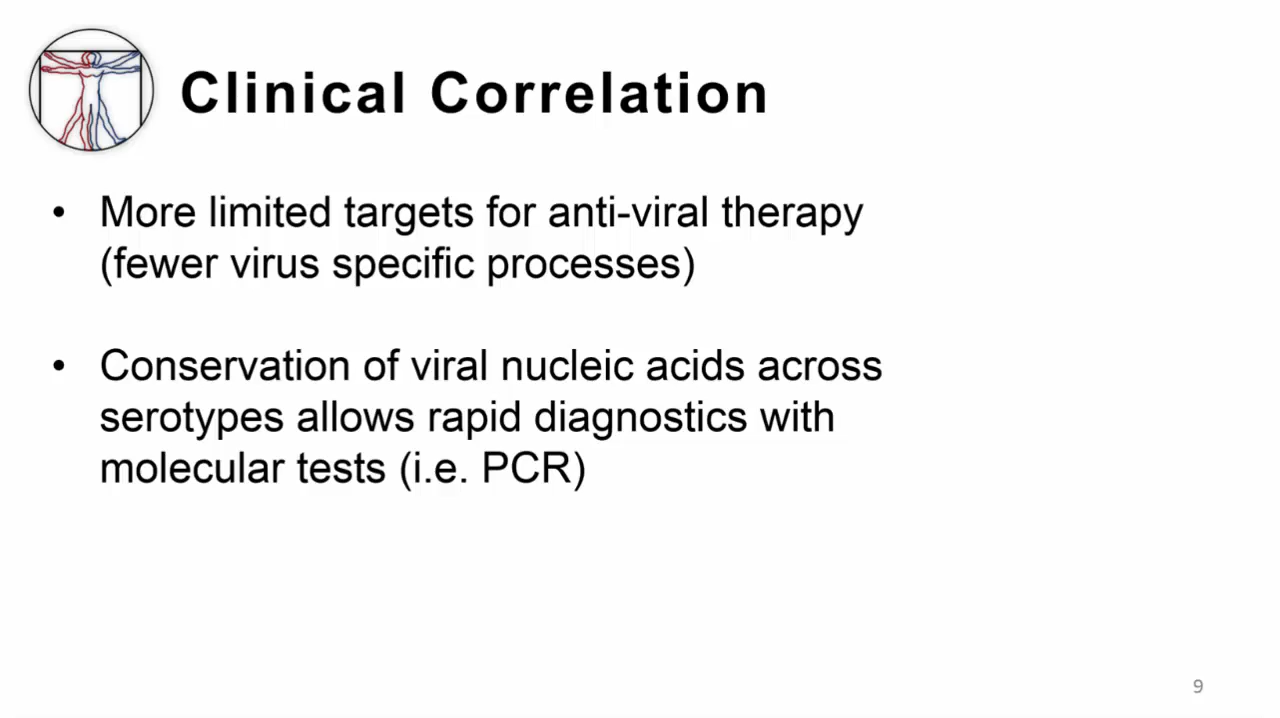 Clinical Correlation
• More limited targets for anti-viral therapy
(fewer virus specific processes)
• Conservation of viral nucleic acids across
serotypes allows rapid diagnostics with
molecular tests (i.e. PCR)
9